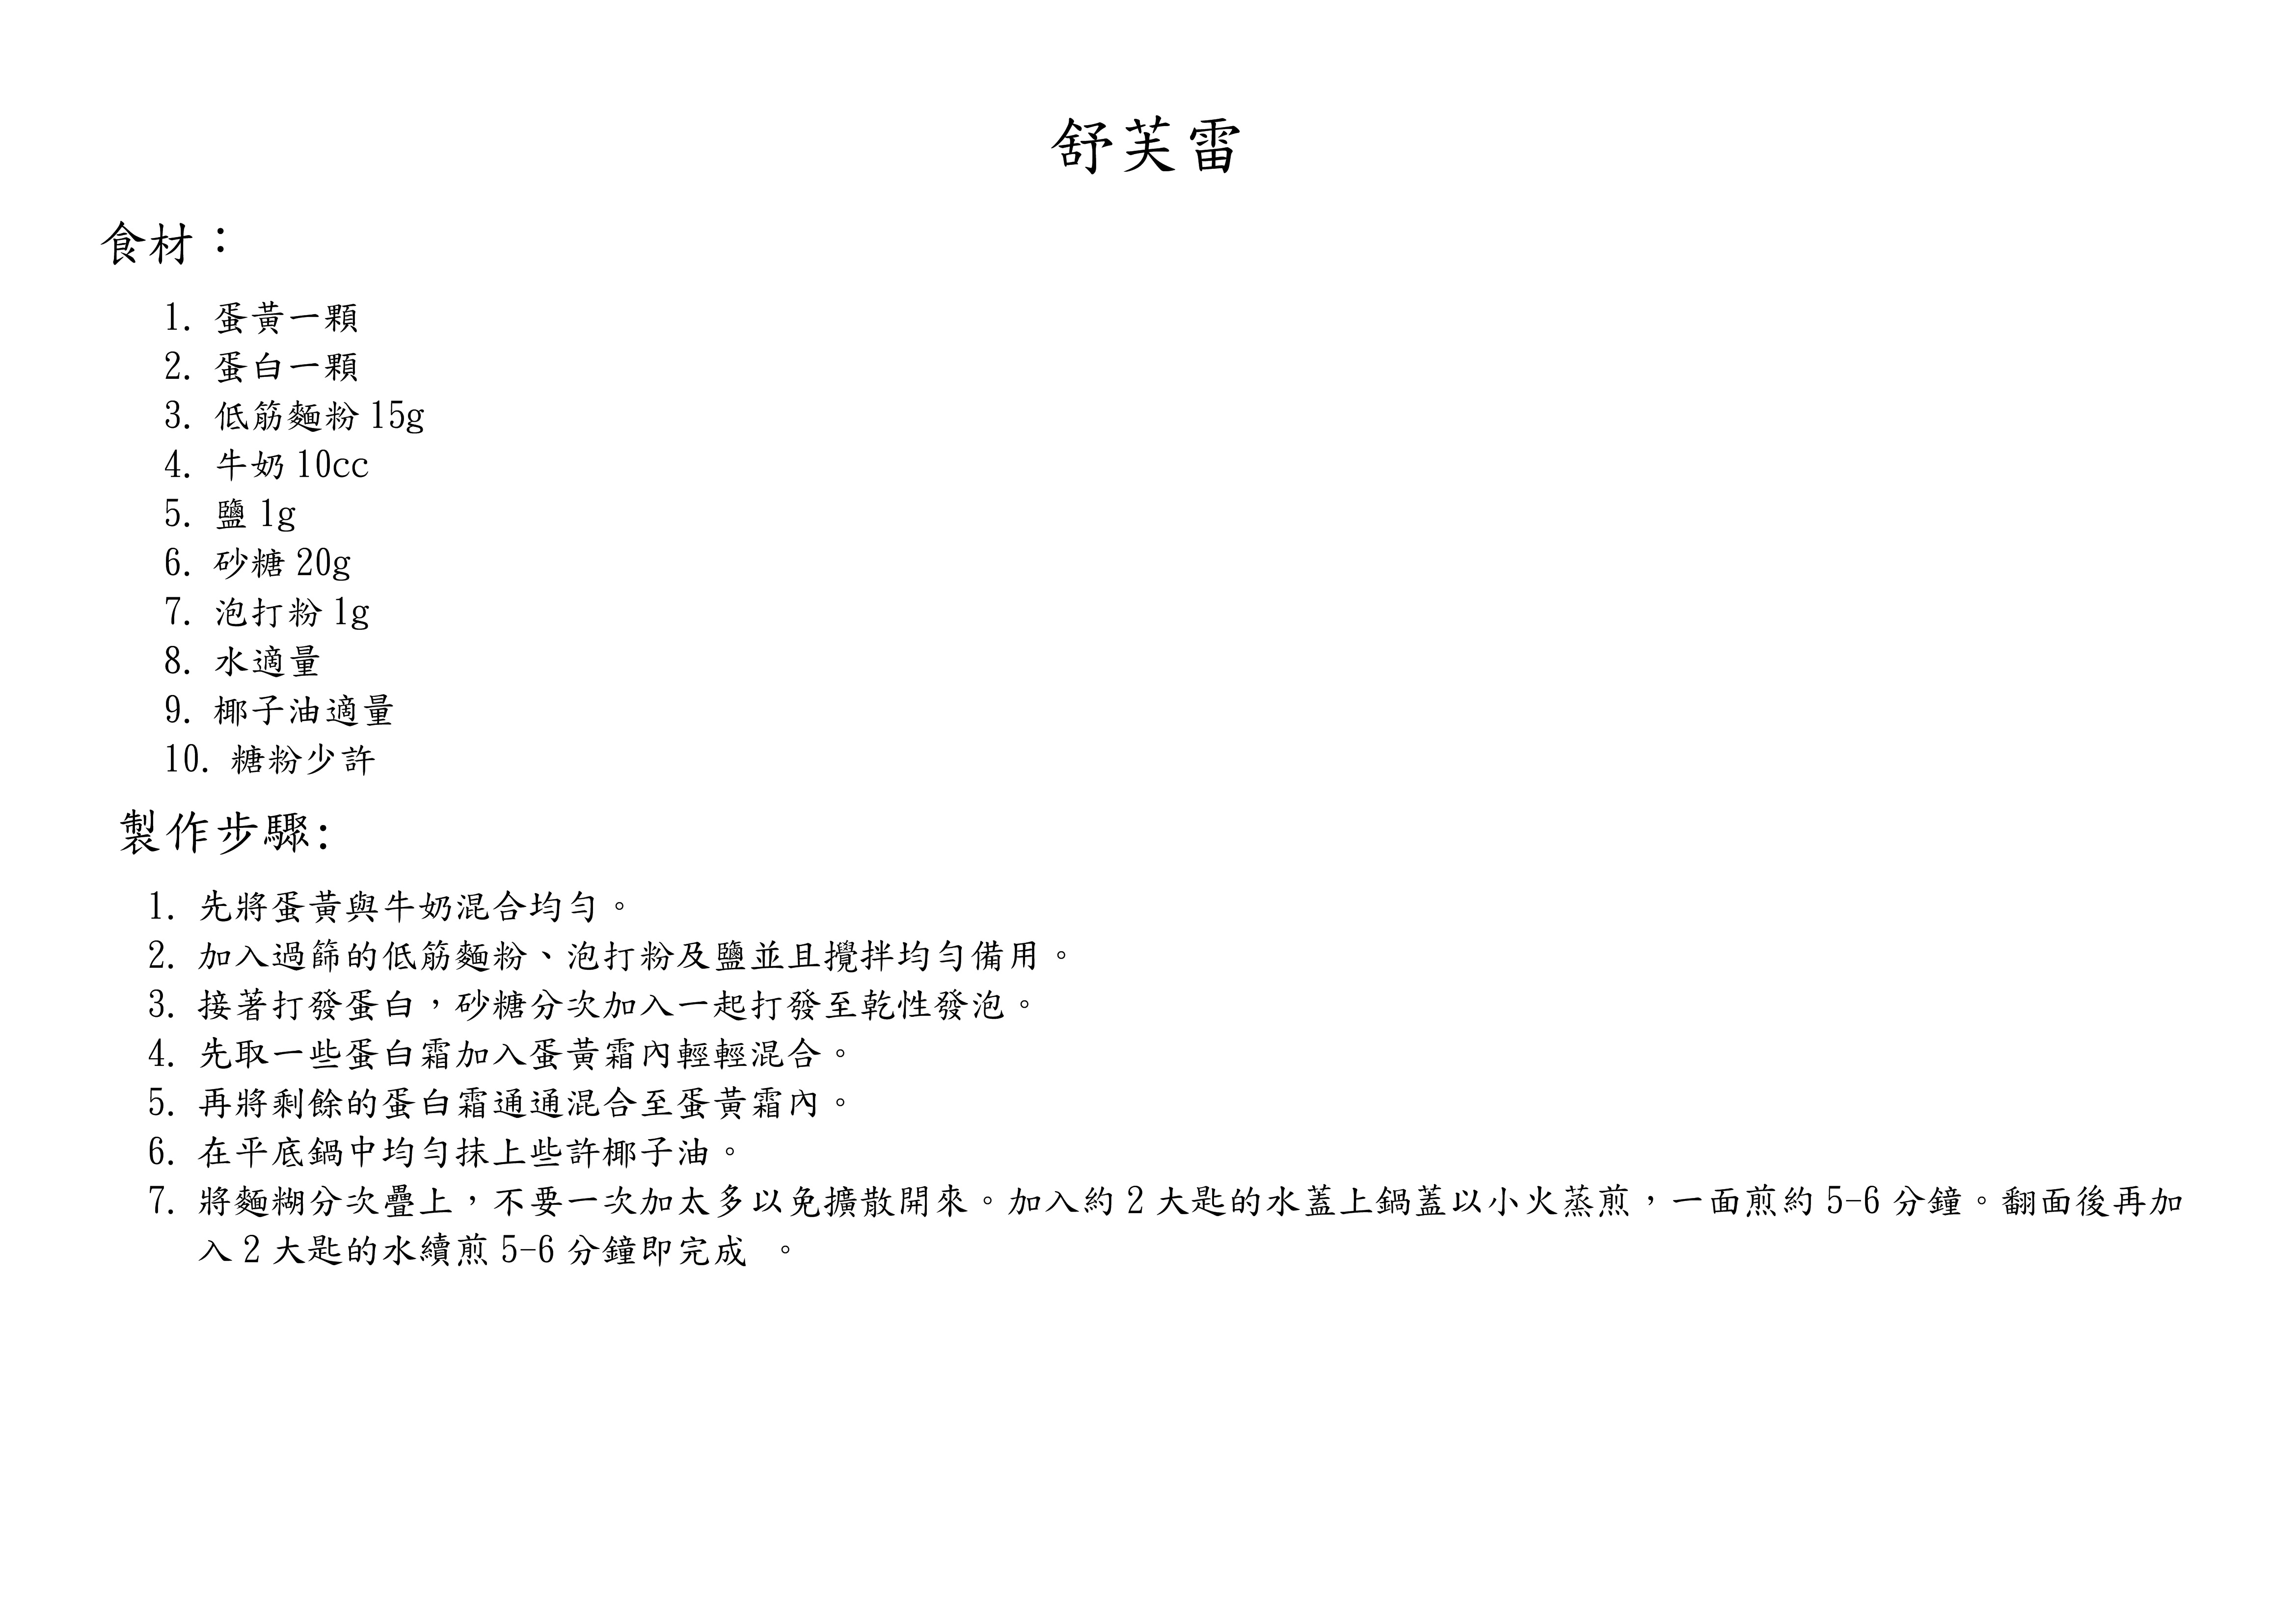 舒芙雷
食材：
1. 蛋黃一顆
2. 蛋白一顆
3. 低筋麵粉 15g
4. 牛奶 10cc
5. 鹽 1g
6. 砂糖 20g
7. 泡打粉 1g
8. 水適量
9. 椰子油適量
10. 糖粉少許
製作步驟:
1. 先將蛋黃與牛奶混合均勻。
2. 加入過篩的低筋麵粉、泡打粉及鹽並且攪拌均勻備用。
3. 接著打發蛋白，砂糖分次加入一起打發至乾性發泡。
4. 先取一些蛋白霜加入蛋黃霜內輕輕混合。
5. 再將剩餘的蛋白霜通通混合至蛋黃霜內。
6. 在平底鍋中均勻抹上些許椰子油。
7. 將麵糊分次疊上，不要一次加太多以免擴散開來。加入約 2 大匙的水蓋上鍋蓋以小火蒸煎，一面煎約 5-6 分鐘。翻面後再加
入 2 大匙的水續煎 5-6 分鐘即完成 。